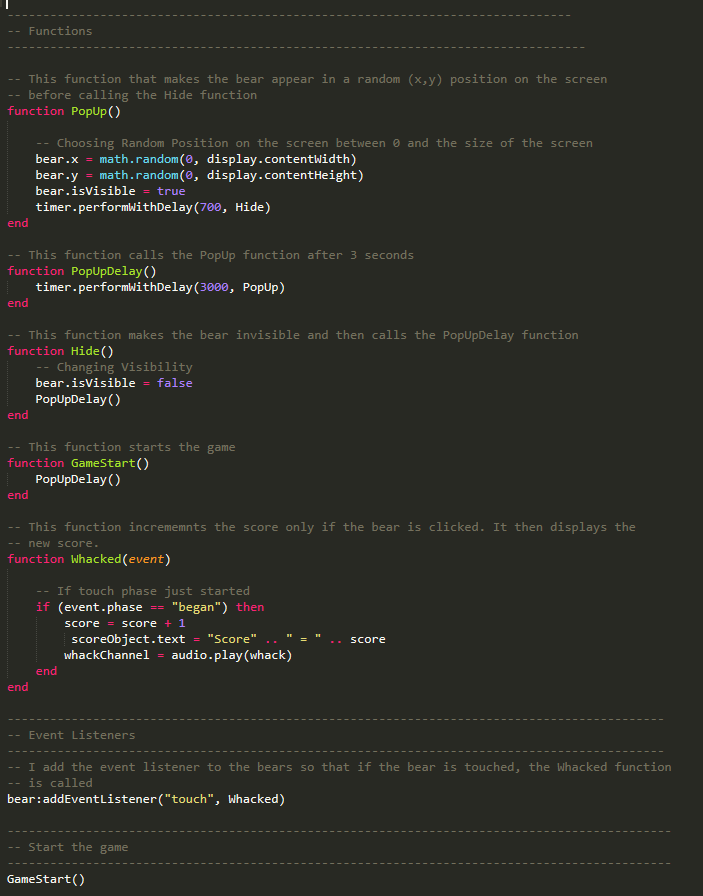 --------------------------------------------------------------------------------
-- Functions
----------------------------------------------------------------------------------
-- This function that makes the bear appear in a random (x,y) position on the screen
-- before calling the Hide function
function PopUp()
-- Choosing Random Position on the screen between 0 and the size of the screen
bear.x = math.random(0, display.contentWidth)
bear.y = math.random(0, display.contentHeight)
bear.isVisible = true
timer.performWithDelay(700, Hide)
end
-- This function calls the PopUp function after 3 seconds
function PopUpDelay()
timer.performWithDelay(3000, PopUp)
end
-- This function makes the bear invisible and then calls the PopUpDelay function
function Hide()
-- Changing Visibility
bear.isVisible = false
PopUpDelay()
end
-- This function starts the game
function GameStart()
PopUpDelay()
end
-- This function incrememnts the score only if the bear is clicked. It then displays the
-- new score.
function Whacked(event)
-- If touch phase just started
if (event.phase == "began") then
score = score + 1
scoreObject.text = "Score" .. " = " .. score
whackChannel = audio.play(whack)
end
end
--------------------------------------------------------------------------------------------
-- Event Listeners
--------------------------------------------------------------------------------------------
-- I add the event listener to the bears so that if the bear is touched, the Whacked function
-- is called
bear:addEventListener("touch", Whacked)
---------------------------------------------------------------------------------------------
-- Start the game
---------------------------------------------------------------------------------------------
GameStart()